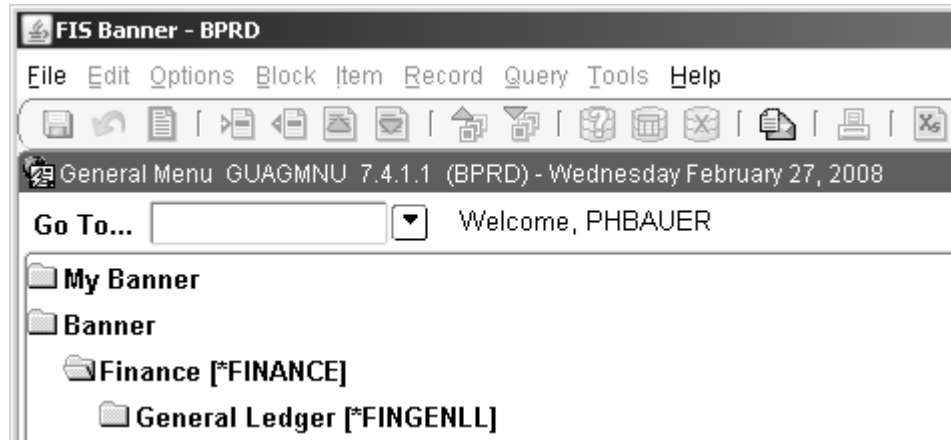 FIS Banner - BPRD
File Edit Options Block Item Record Query Tools Help
General Menu GUAGMNU 7.4.1.1 (BPRD) - Wednesday February 27, 2008
Go To... Welcome, PHBAUER
My Banner
Banner
Finance [*FINANCE]
General Ledger [*FINGENLL]